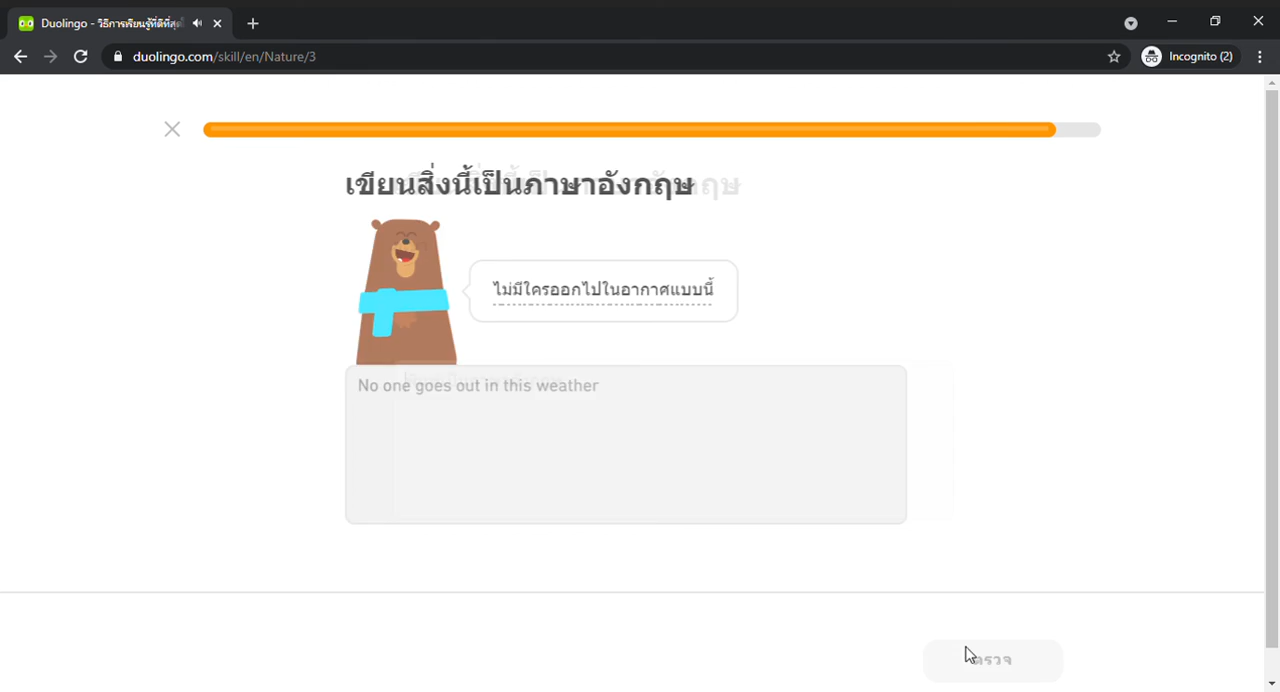 Duolingo - วิธีการเรียนรู้ที่ดีที่สุด
duolingo.com/skill/en/Nature/3
Incognito (2)
เขียนสิ่งนี้เป็นภาษาอังกฤษ
ไม่มีใครออกไปในอากาศแบบนี้
No one goes out in this weather
ตรวจ